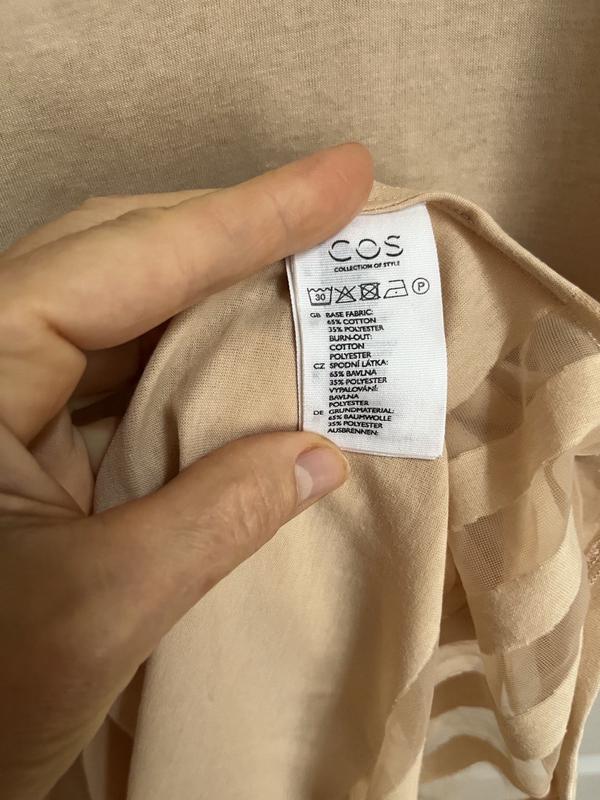 COS
COLLECTION OF STYLE
30
P
GB BASE FABRIC:
65% COTTON
35% POLYESTER
BURN-OUT:
COTTON
POLYESTER
CZ SPODNÍ LÁTKA:
65% BAVLNA
35% POLYESTER
VYPALOVÁNÍ:
BAVLNA
POLYESTER
DE GRUNDMATERIAL:
65% BAUMWOLLE
35% POLYESTER
AUSBRENNEN: